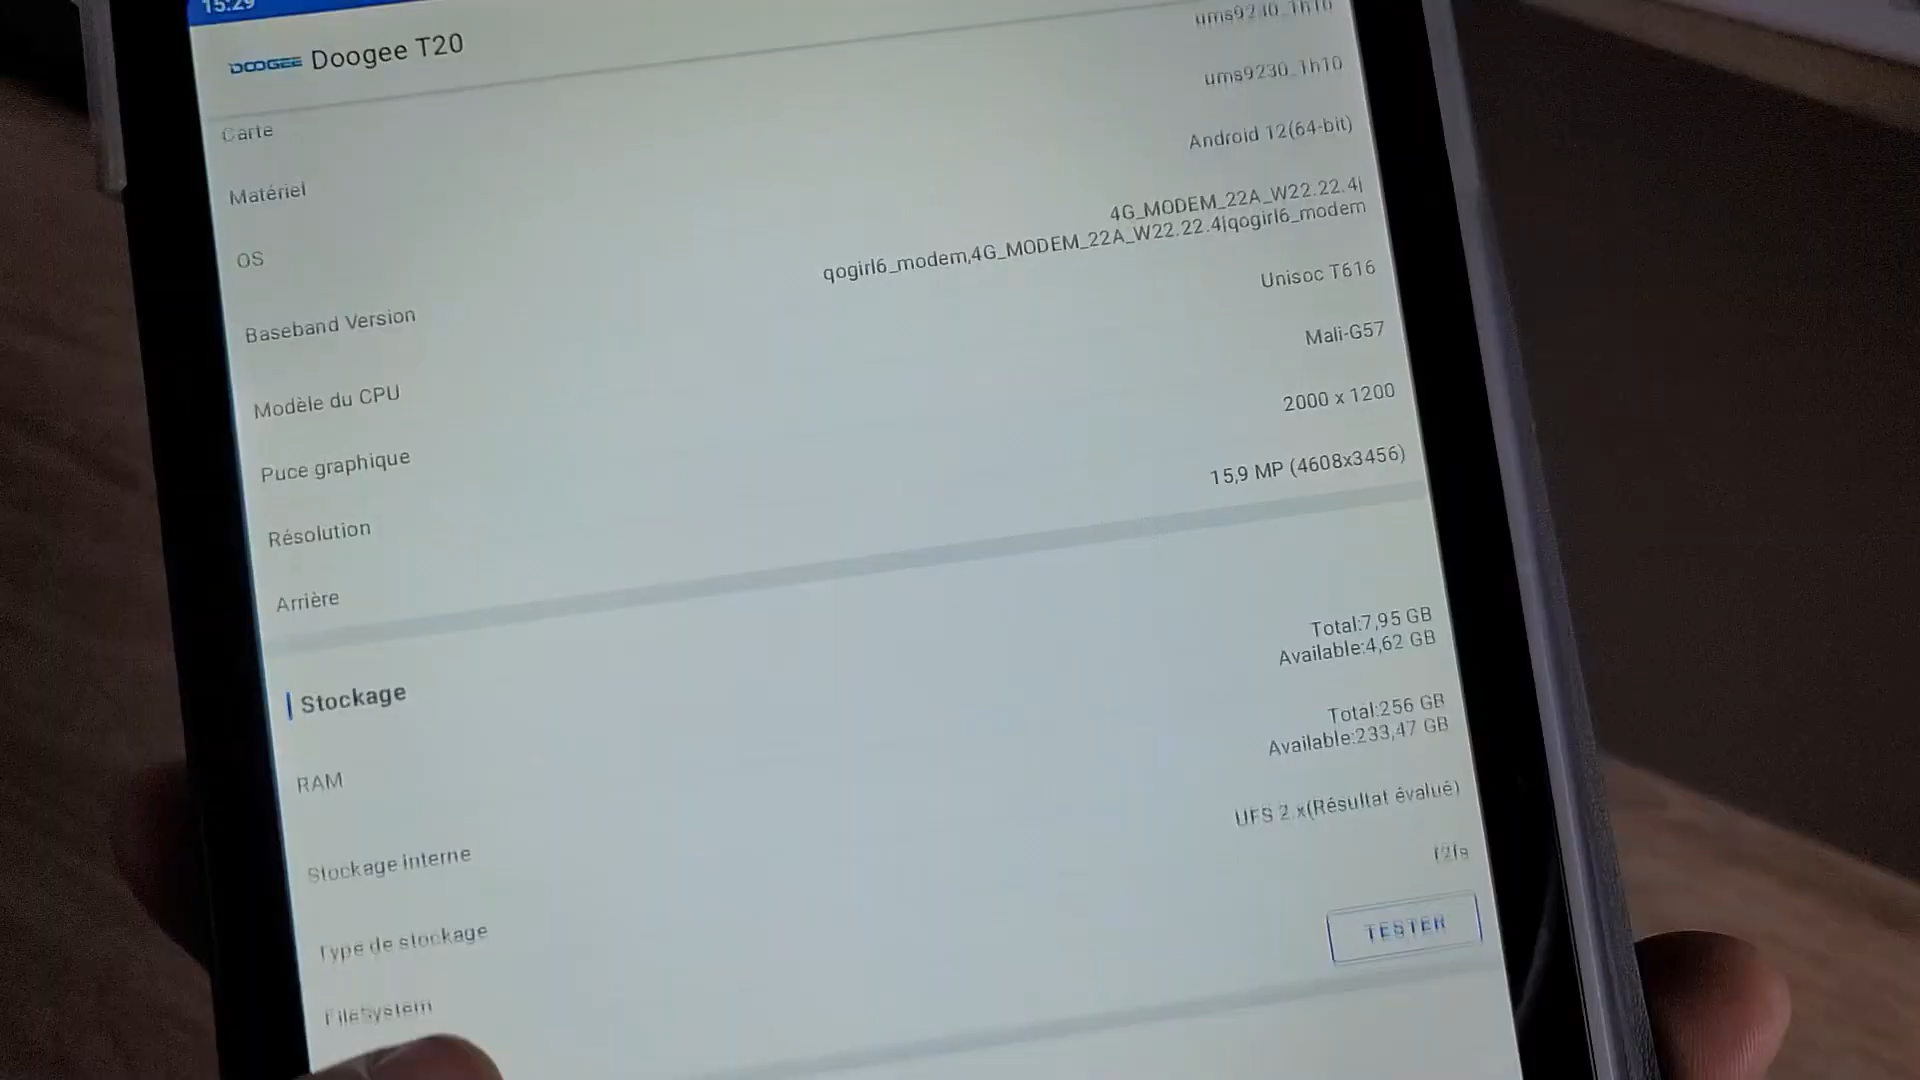 15:29
DOOGEE Doogee T20
ums9230_1h10
Carte
ums9230_1h10
Matériel
Android 12(64-bit)
OS
4G_MODEM_22A_W22.22.4|
qogirl6_modem,4G_MODEM_22A_W22.22.4|qogirl6_modem
Baseband Version
Unisoc T616
Modèle du CPU
Mali-G57
Puce graphique
2000 x 1200
Résolution
15,9 MP (4608x3456)
Arrière
Stockage
Total:7,95 GB
Available:4,62 GB
RAM
Total:256 GB
Available:233,47 GB
Stockage interne
UFS 2.x(Résultat évalué)
Type de stockage
f2fs
FileSystem
TESTER